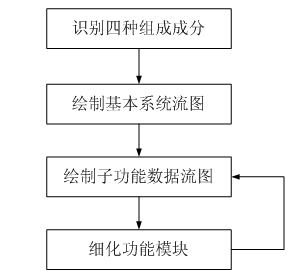 识别四种组成成分
绘制基本系统流图
绘制子功能数据流图
细化功能模块